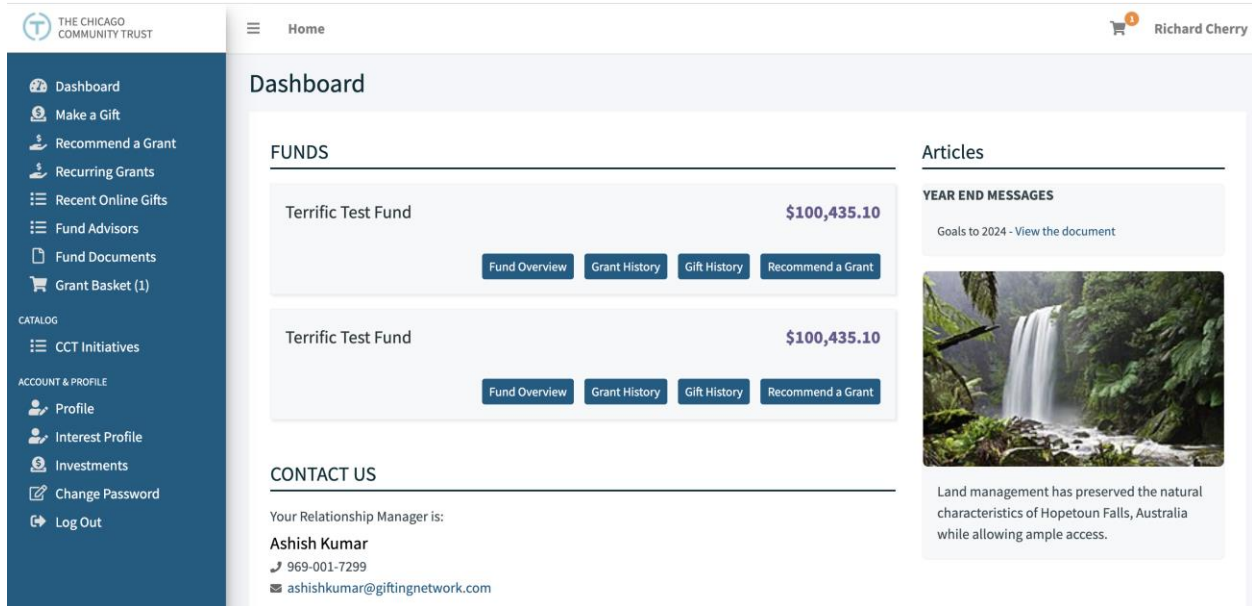 THE CHICAGO
COMMUNITY TRUST
Home
1
Richard Cherry
Dashboard
Make a Gift
Recommend a Grant
Recurring Grants
Recent Online Gifts
Fund Advisors
Fund Documents
Grant Basket (1)
CATALOG
CCT Initiatives
ACCOUNT & PROFILE
Profile
Interest Profile
Investments
Change Password
Log Out
Dashboard
FUNDS
Terrific Test Fund $100,435.10
Fund Overview Grant History Gift History Recommend a Grant
Terrific Test Fund $100,435.10
Fund Overview Grant History Gift History Recommend a Grant
CONTACT US
Your Relationship Manager is:
Ashish Kumar
969-001-7299
ashishkumar@giftingnetwork.com
Articles
YEAR END MESSAGES
Goals to 2024 - View the document
Land management has preserved the natural
characteristics of Hopetoun Falls, Australia
while allowing ample access.